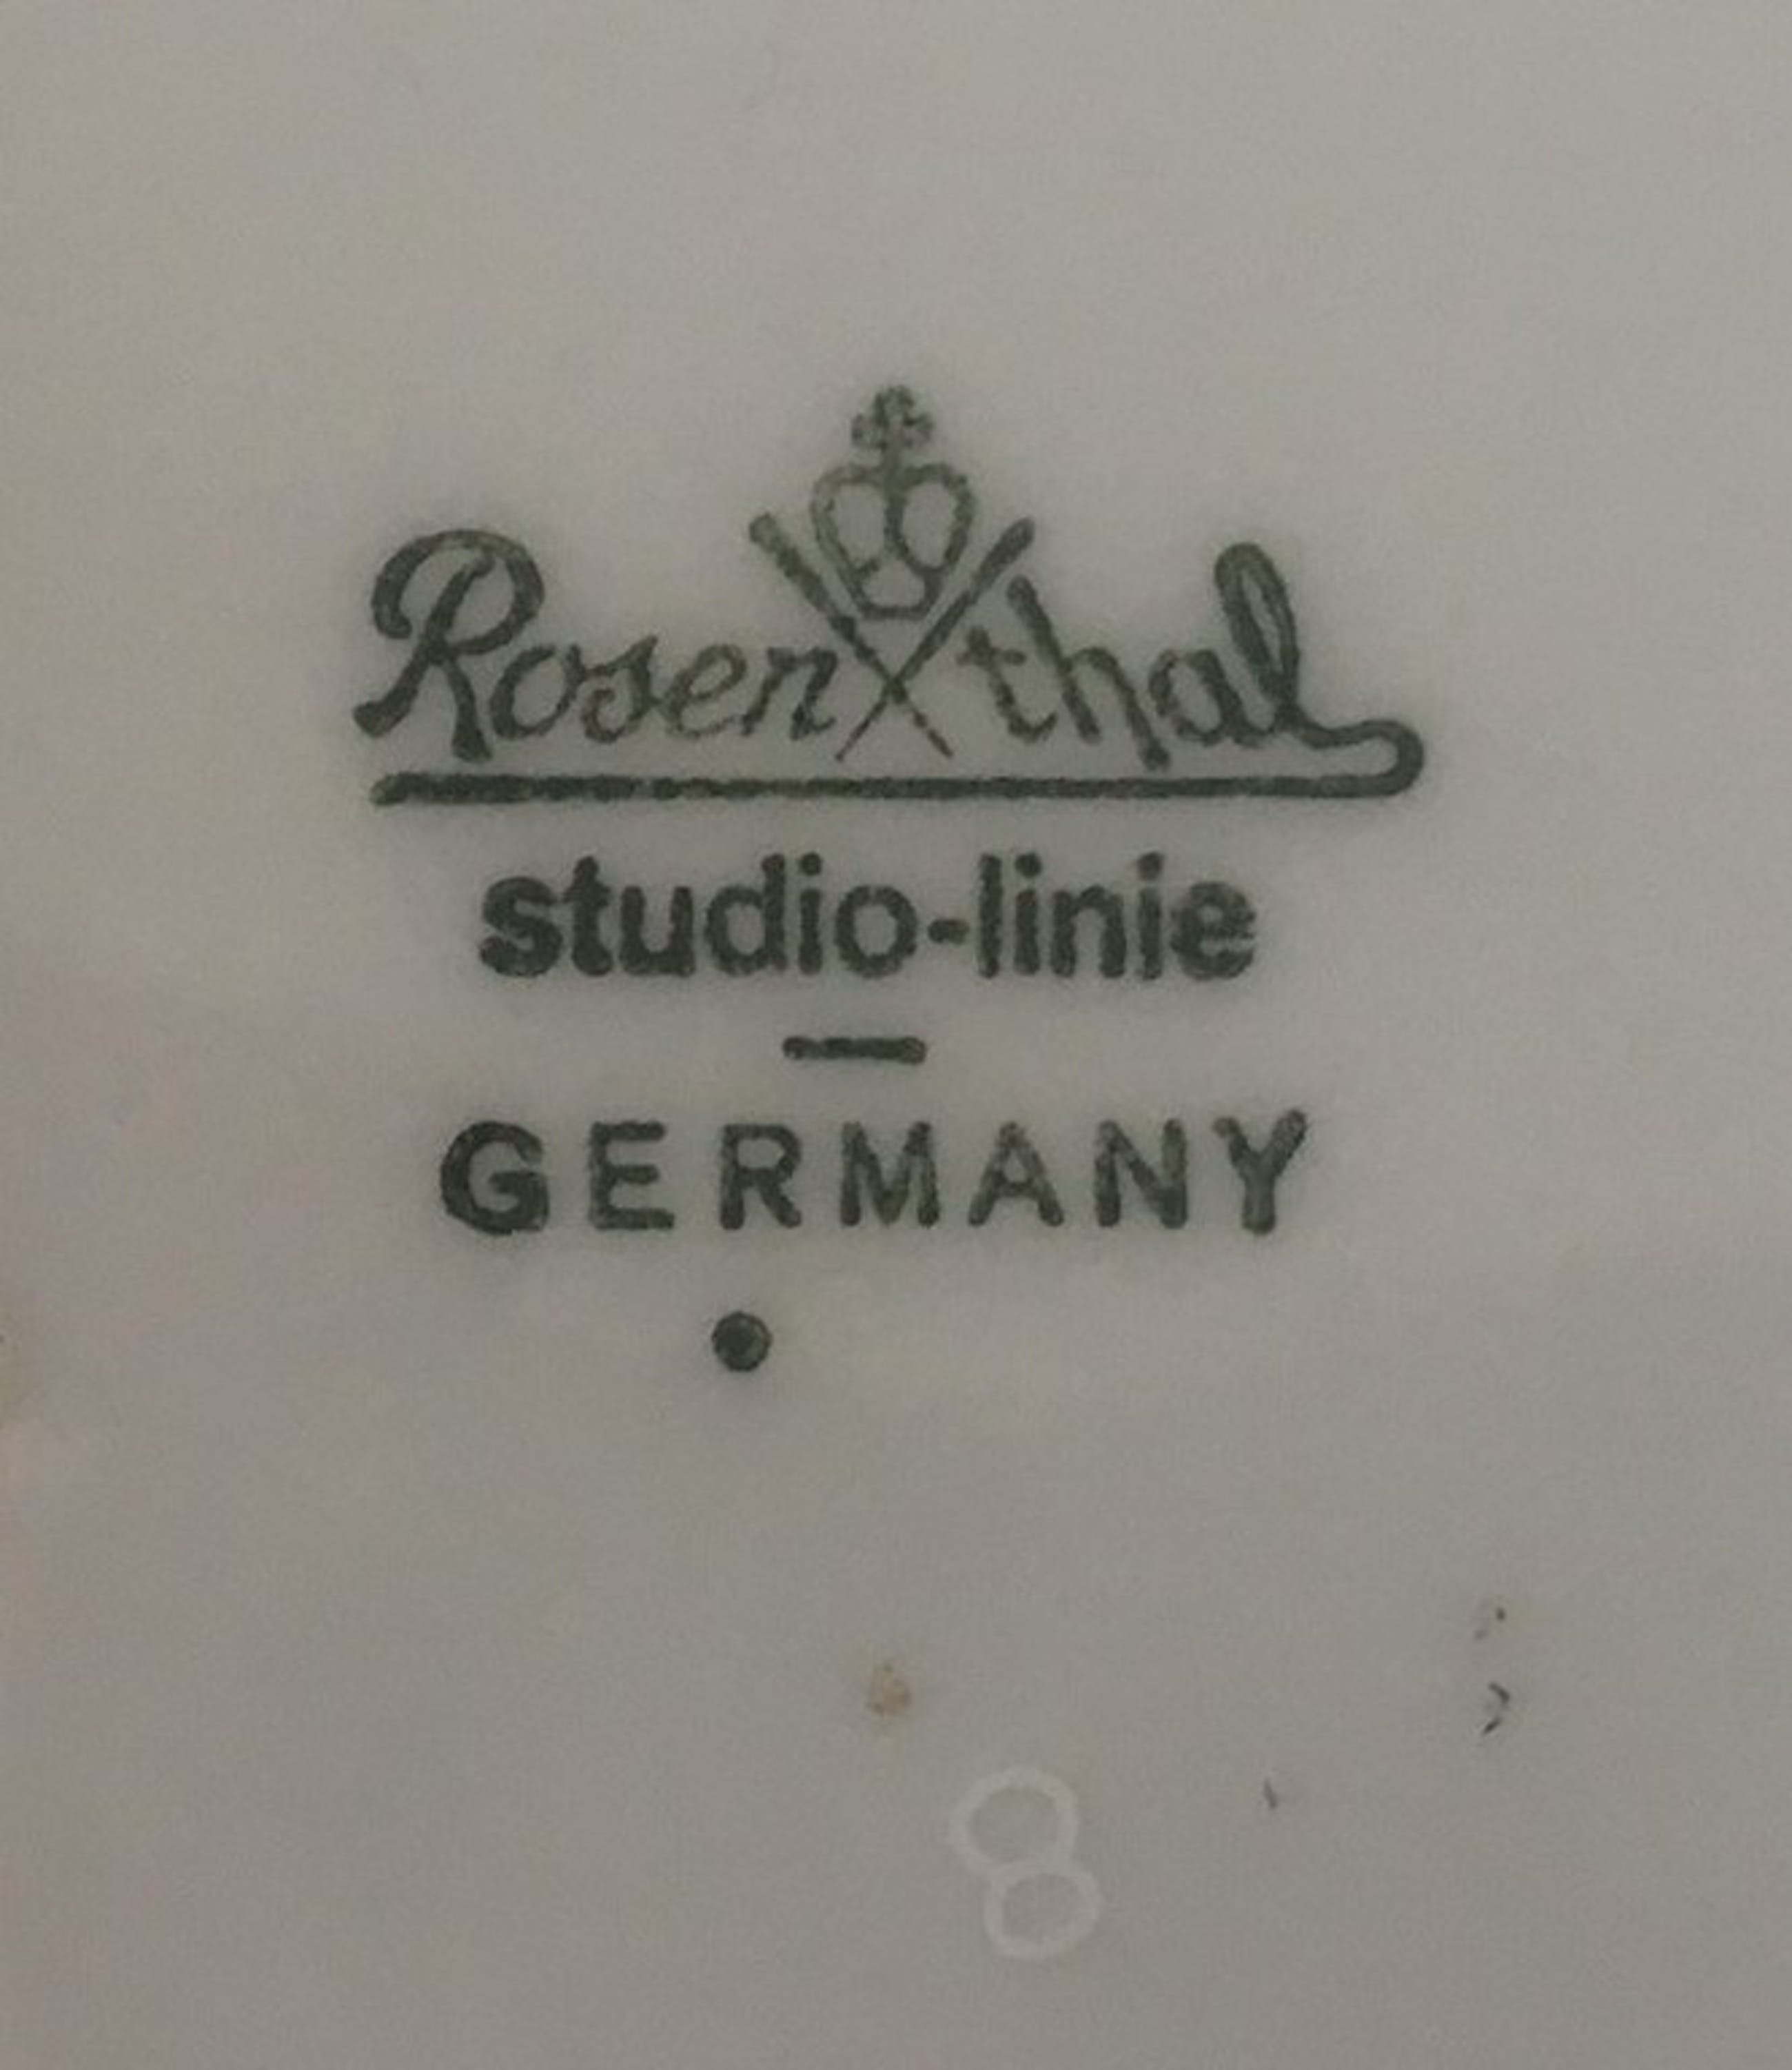 Rosenthal
studio-linie
GERMANY
8